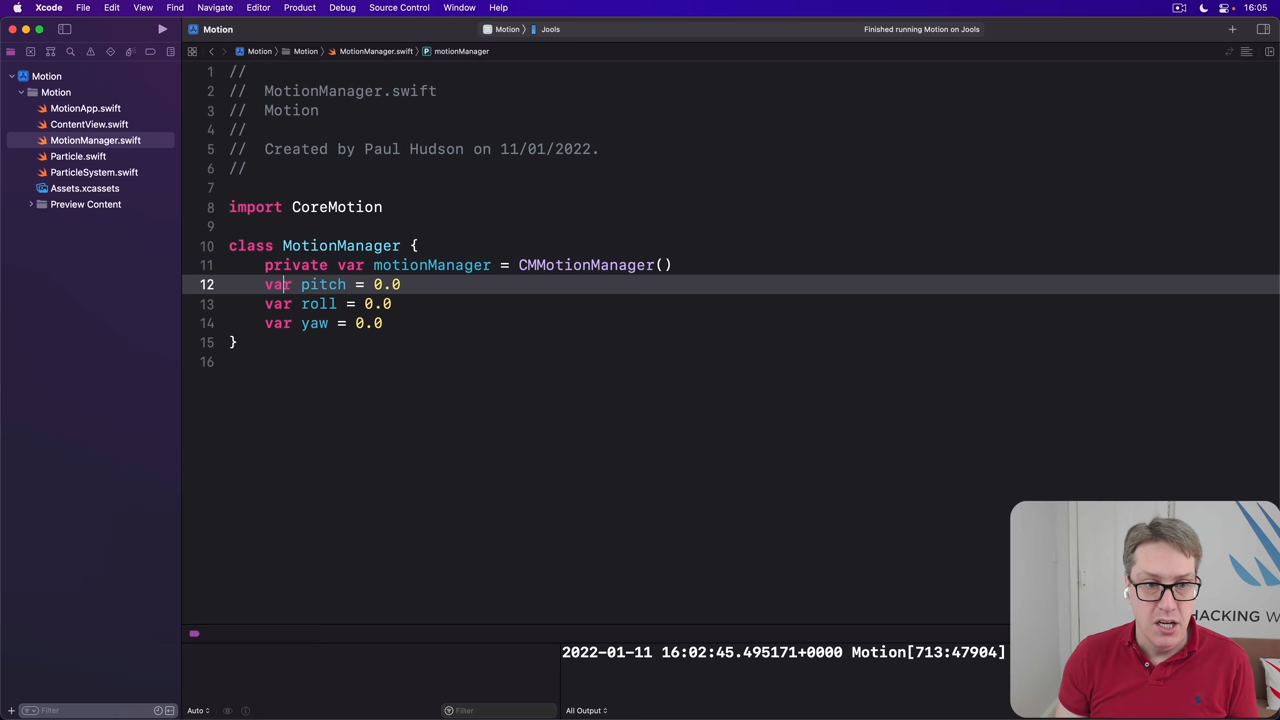 Xcode File Edit View Find Navigate Editor Product Debug Source Control Window Help 16:05
Motion Motion Jools Finished running Motion on Jools
Motion Motion MotionManager.swift P motionManager
Motion
Motion
MotionApp.swift
ContentView.swift
MotionManager.swift
Particle.swift
ParticleSystem.swift
Assets.xcassets
Preview Content
1 //
2 // MotionManager.swift
3 // Motion
4 //
5 // Created by Paul Hudson on 11/01/2022.
6 //
7
8 import CoreMotion
9
10 class MotionManager {
11 private var motionManager = CMMotionManager()
12 var pitch = 0.0
13 var roll = 0.0
14 var yaw = 0.0
15 }
16
HACKING W
2022-01-11 16:02:45.495171+0000 Motion[713:47904]
Filter Auto Filter All Output